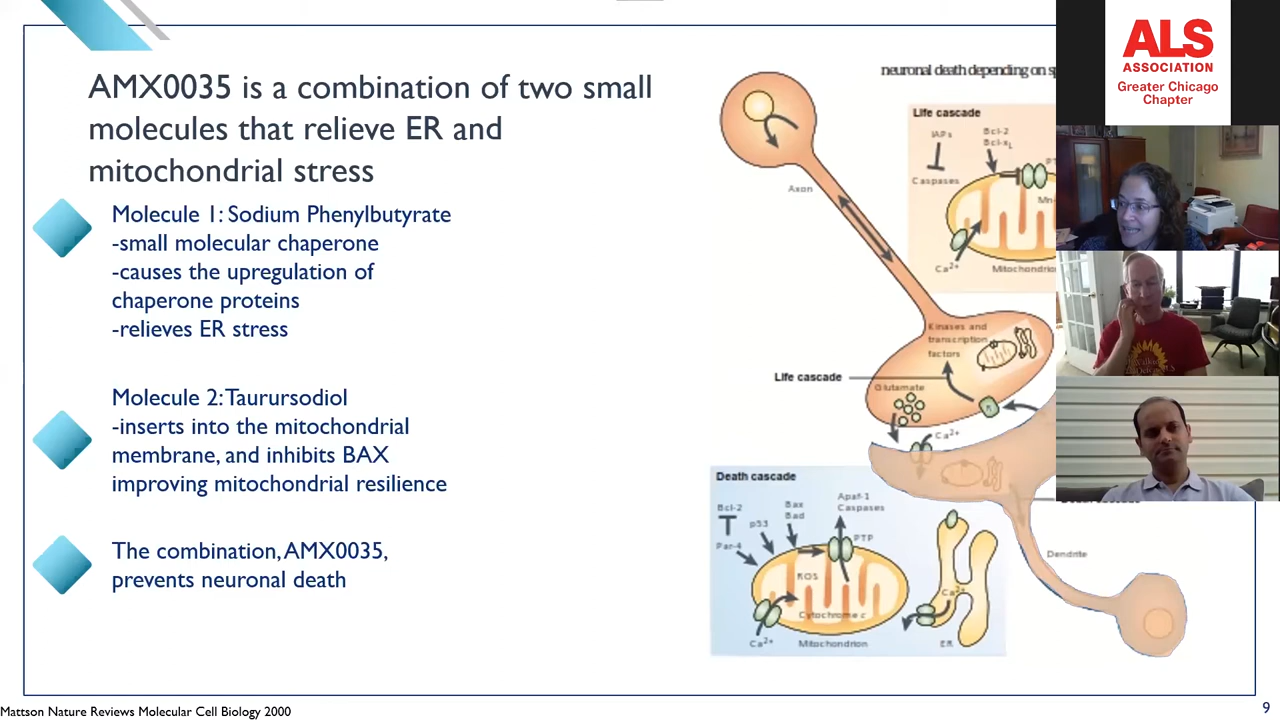 AMX0035 is a combination of two small
molecules that relieve ER and
mitochondrial stress
Molecule 1: Sodium Phenylbutyrate
-small molecular chaperone
-causes the upregulation of
chaperone proteins
-relieves ER stress
Molecule 2: Taurursodiol
-inserts into the mitochondrial
membrane, and inhibits BAX
improving mitochondrial resilience
The combination, AMX0035,
prevents neuronal death
neuronal death depending on
Life cascade
IAPs
Bcl-2
Bcl-xL
Caspases
Ca2+
Axon
Kinases and
transcription
factors
Life cascade
Glutamate
R
Ca2+
Death cascade
Bcl-2
p53
Bax
Bad
Apaf-1
Caspases
Par-4
PTP
ROS
Cytochrome c
Ca2+
Mitochondrion
Ca2+
ER
Dendrite
ALS
ASSOCIATION
Greater Chicago
Chapter
Mattson Nature Reviews Molecular Cell Biology 2000
9